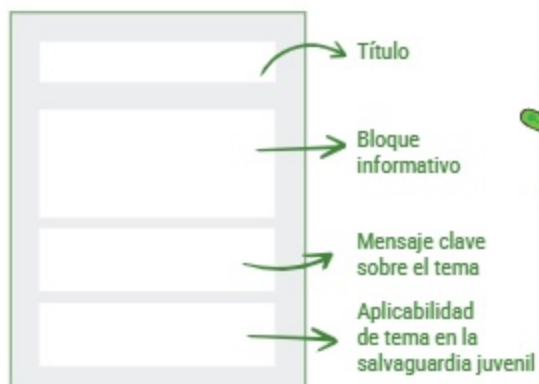 Título
Bloque
informativo
Mensaje clave
sobre el tema
Aplicabilidad
de tema en la
salvaguardia juvenil